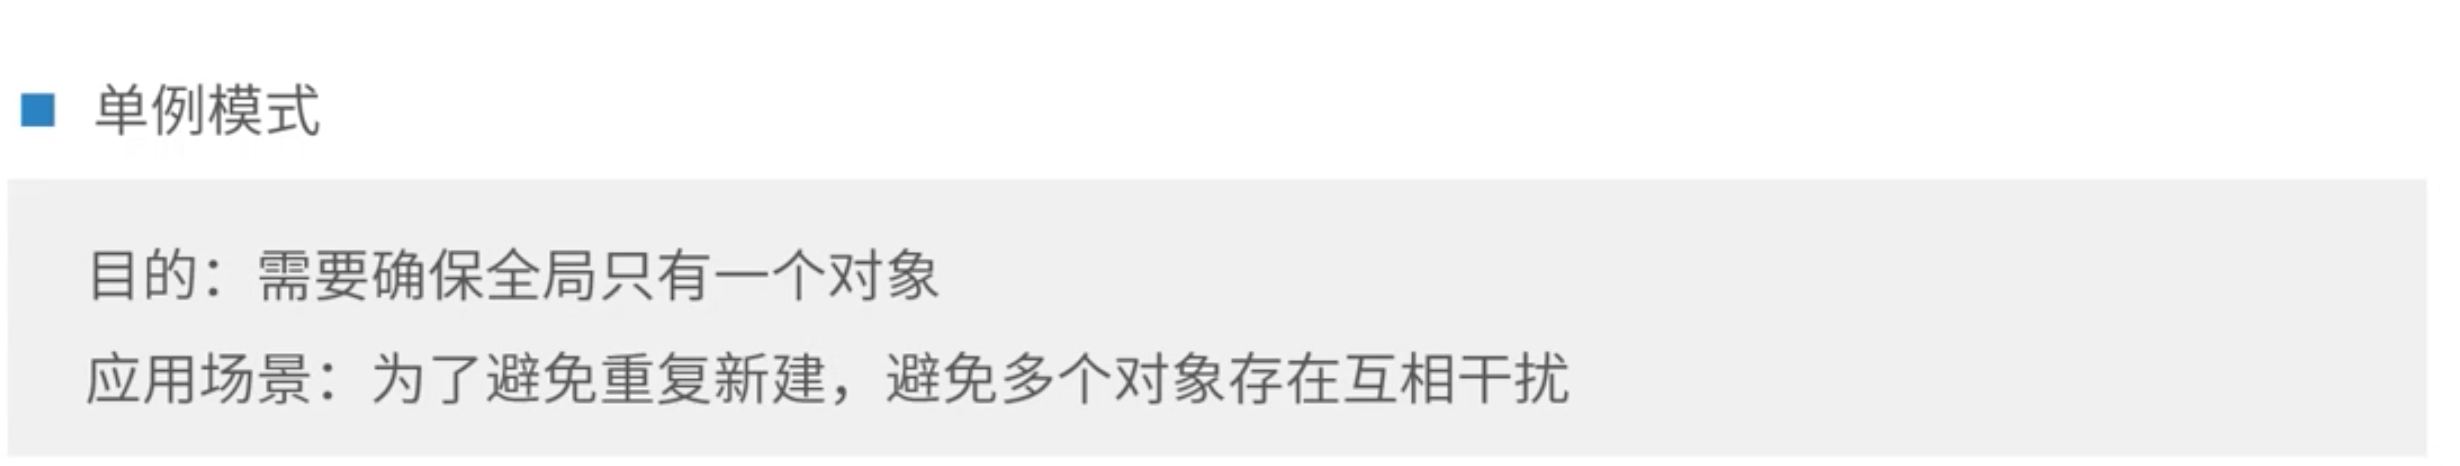 单例模式
目的：需要确保全局只有一个对象
应用场景：为了避免重复新建，避免多个对象存在互相干扰